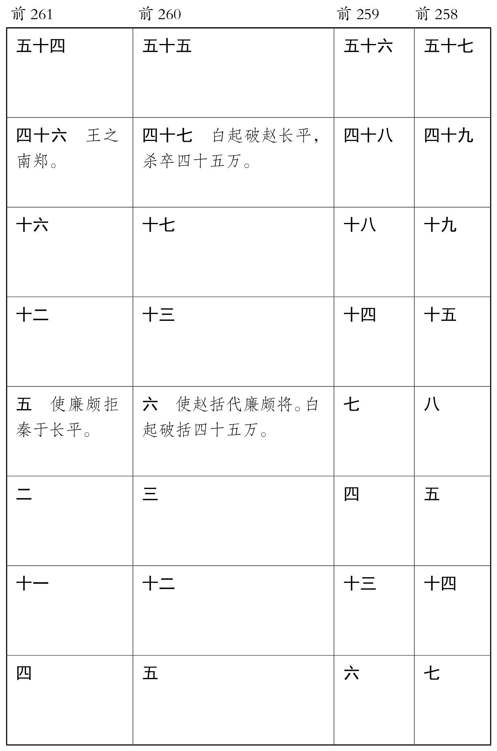 前 261 前 260 前 259 前 258
五十四 五十五 五十六 五十七
四十六 王之 四十七 白起破赵长平， 四十八 四十九
南郑。 杀卒四十五万。
十六 十七 十八 十九
十二 十三 十四 十五
五 使廉颇拒 六 使赵括代廉颇将。白 七 八
秦于长平。 起破括四十五万。
二 三 四 五
十一 十二 十三 十四
四 五 六 七